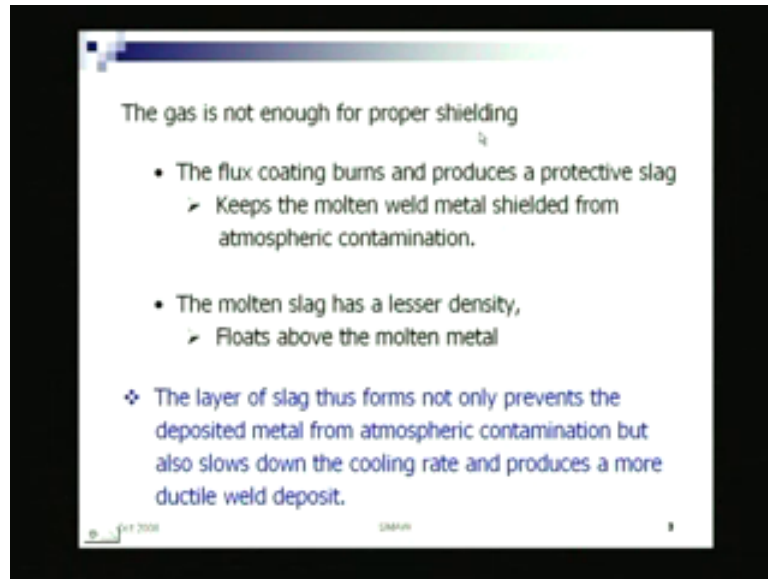 The gas is not enough for proper shielding
• The flux coating burns and produces a protective slag
➢ Keeps the molten weld metal shielded from
atmospheric contamination.
• The molten slag has a lesser density,
➢ Floats above the molten metal
❖ The layer of slag thus forms not only prevents the
deposited metal from atmospheric contamination but
also slows down the cooling rate and produces a more
ductile weld deposit.